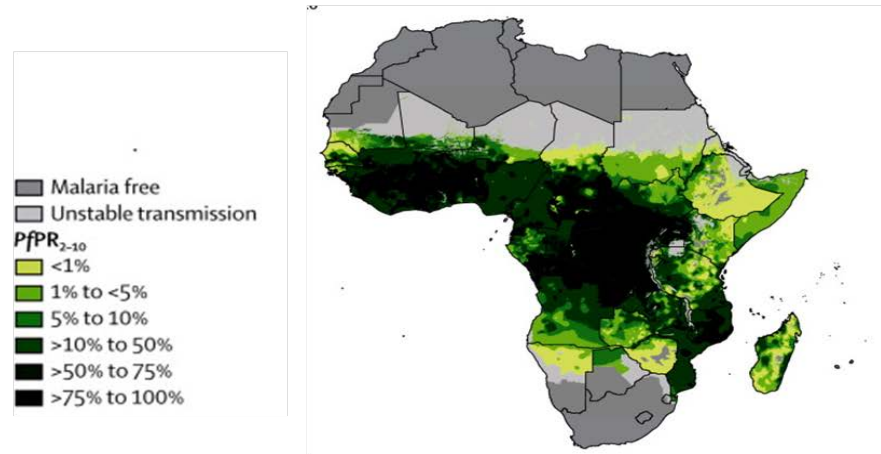 Malaria free
Unstable transmission
PfPR2–10
<1%
1% to <5%
5% to 10%
>10% to 50%
>50% to 75%
>75% to 100%